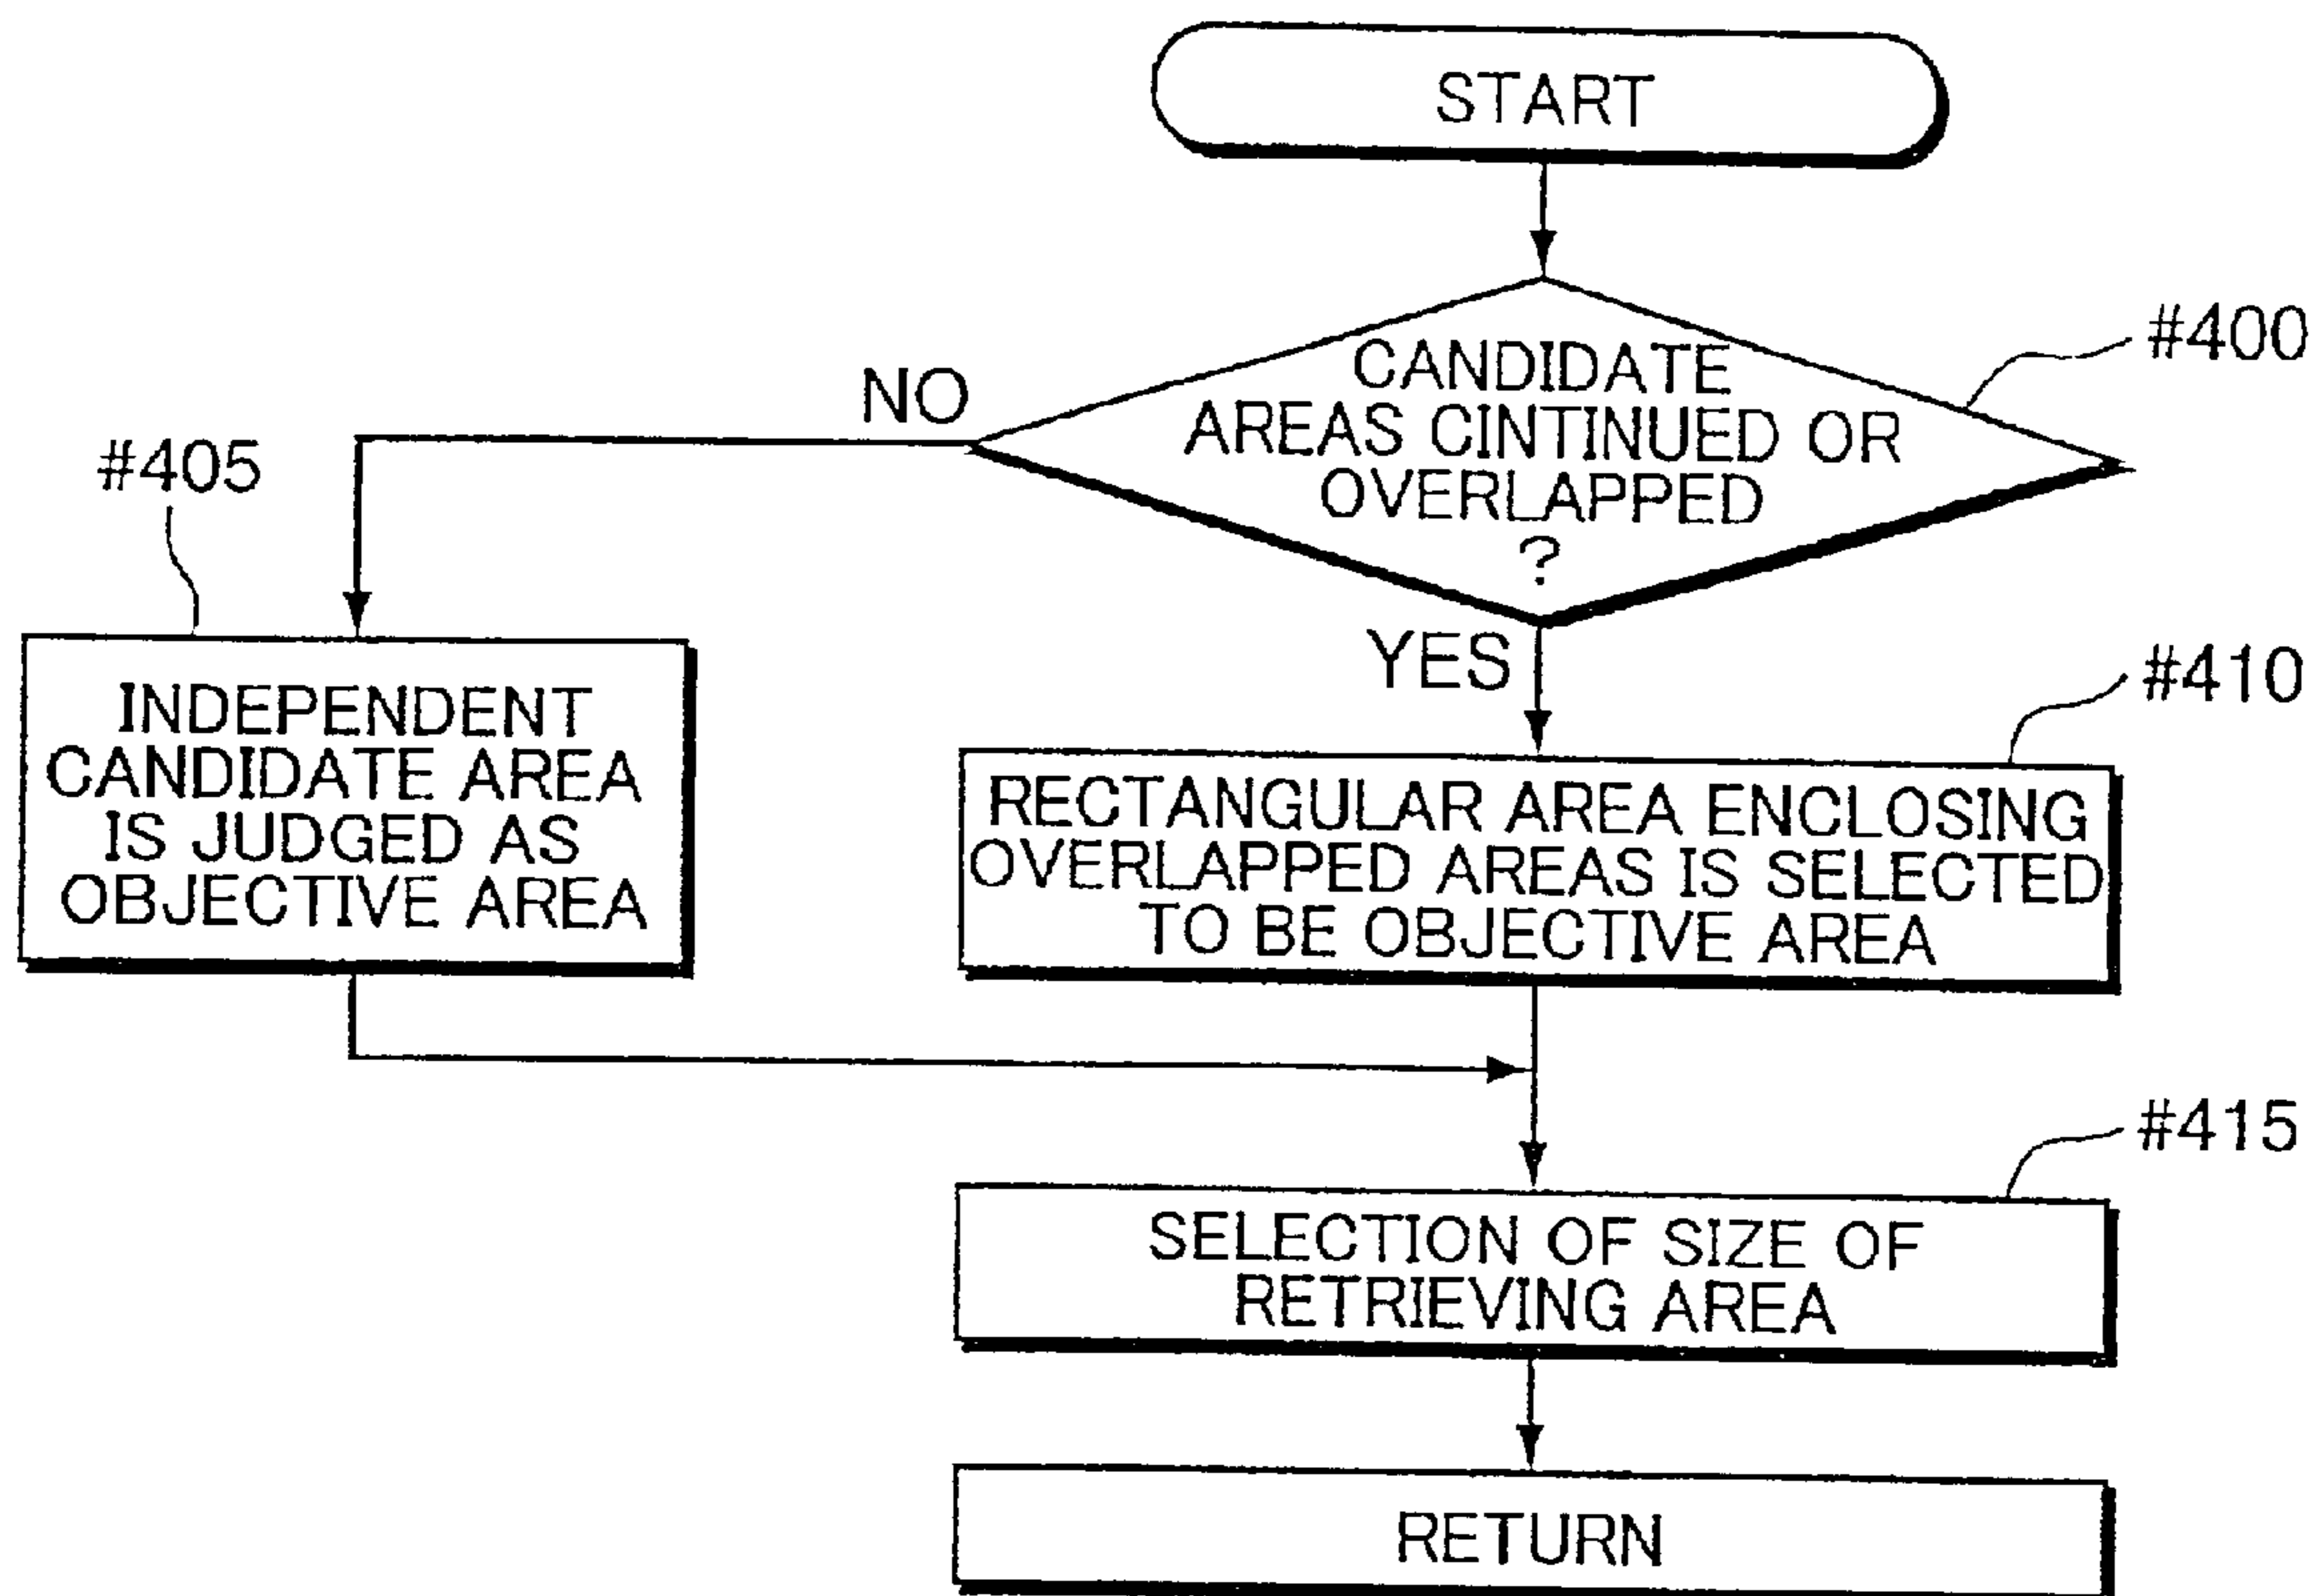 START
#400
CANDIDATE
AREAS CINTINUED OR
OVERLAPPED
?
NO
YES
#405
INDEPENDENT
CANDIDATE AREA
IS JUDGED AS
OBJECTIVE AREA
#410
RECTANGULAR AREA ENCLOSING
OVERLAPPED AREAS IS SELECTED
TO BE OBJECTIVE AREA
#415
SELECTION OF SIZE OF
RETRIEVING AREA
RETURN